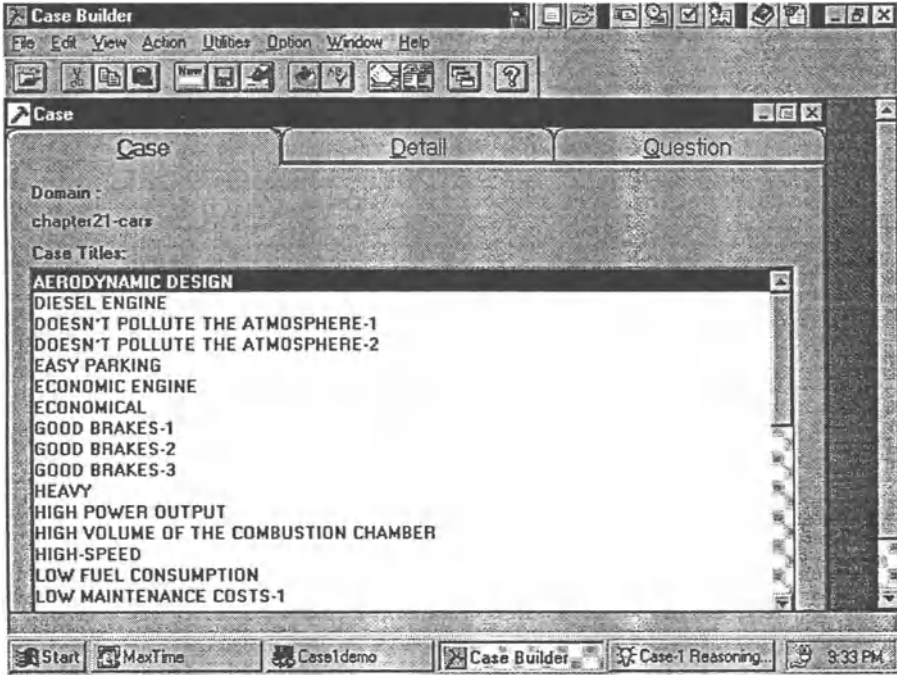 Case Builder
File Edit View Action Utilities Option Window Help
New
Case
Case Detail Question
Domain :
chapter21-cars
Case Titles:
AERODYNAMIC DESIGN
DIESEL ENGINE
DOESN'T POLLUTE THE ATMOSPHERE-1
DOESN'T POLLUTE THE ATMOSPHERE-2
EASY PARKING
ECONOMIC ENGINE
ECONOMICAL
GOOD BRAKES-1
GOOD BRAKES-2
GOOD BRAKES-3
HEAVY
HIGH POWER OUTPUT
HIGH VOLUME OF THE COMBUSTION CHAMBER
HIGH-SPEED
LOW FUEL CONSUMPTION
LOW MAINTENANCE COSTS-1
Start MaxTime Case1demo Case Builder Case-1 Reasoning... 9:33 PM